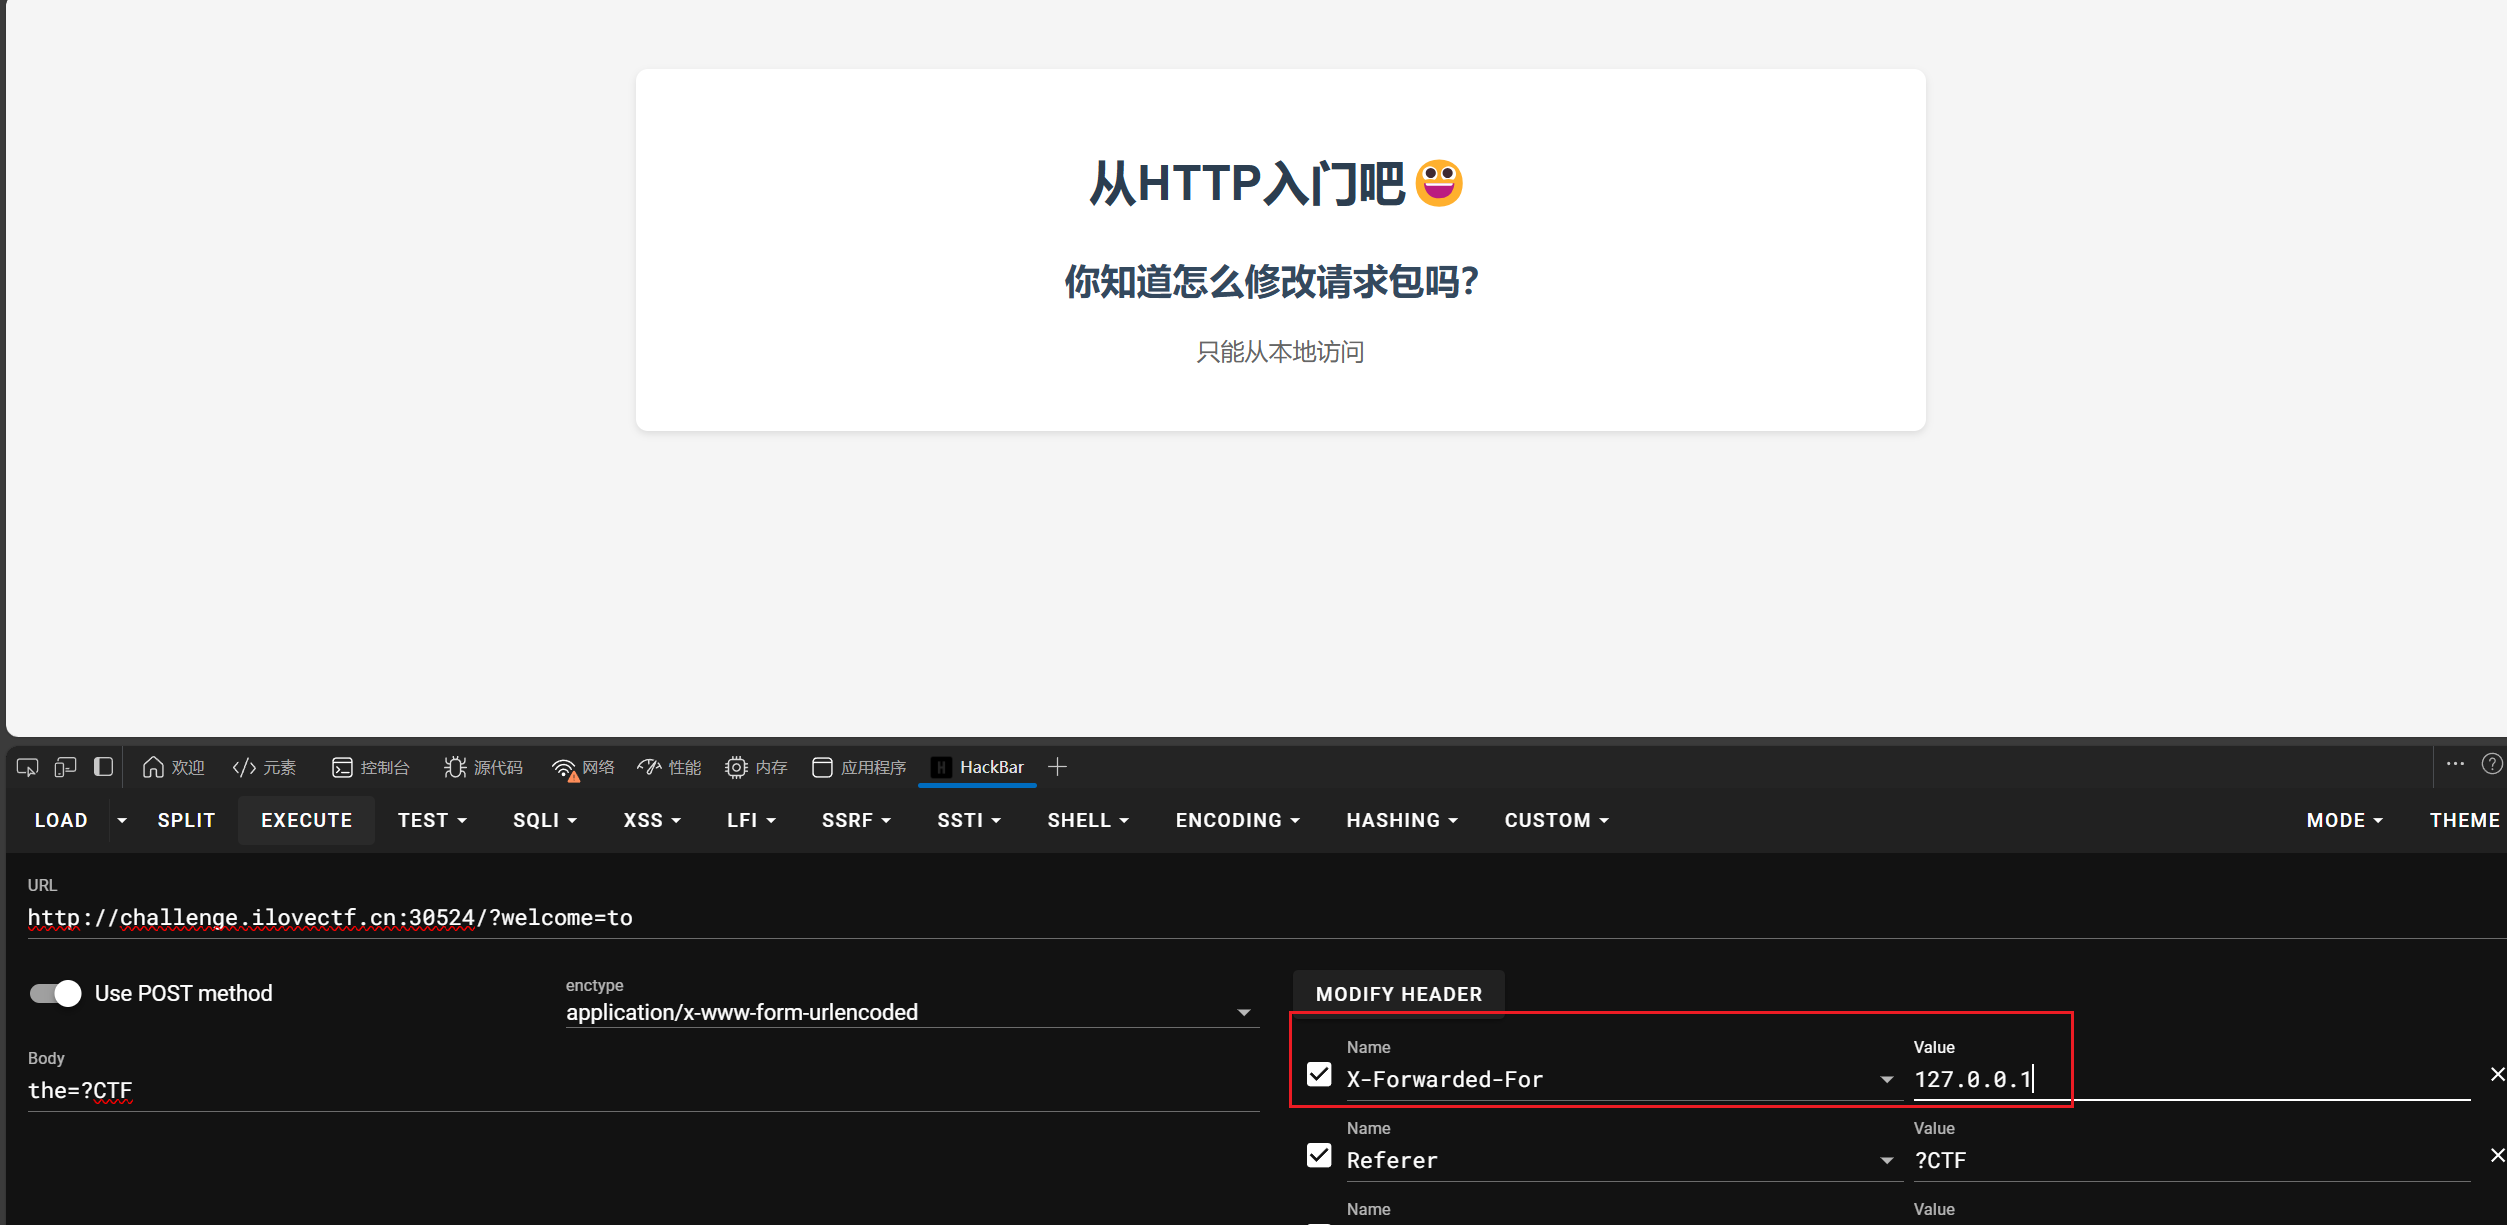 从HTTP入门吧😀
你知道怎么修改请求包吗?
只能从本地访问
欢迎 元素 控制台 源代码 网络 性能 内存 应用程序 HackBar
LOAD SPLIT EXECUTE TEST SQLI XSS LFI SSRF SSTI SHELL ENCODING HASHING CUSTOM MODE THEME
URL
http://challenge.ilovectf.cn:30524/?welcome=to
Use POST method
enctype
application/x-www-form-urlencoded
Body
the=?CTF
MODIFY HEADER
Name Value
X-Forwarded-For 127.0.0.1
Name Value
Referer ?CTF
Name Value